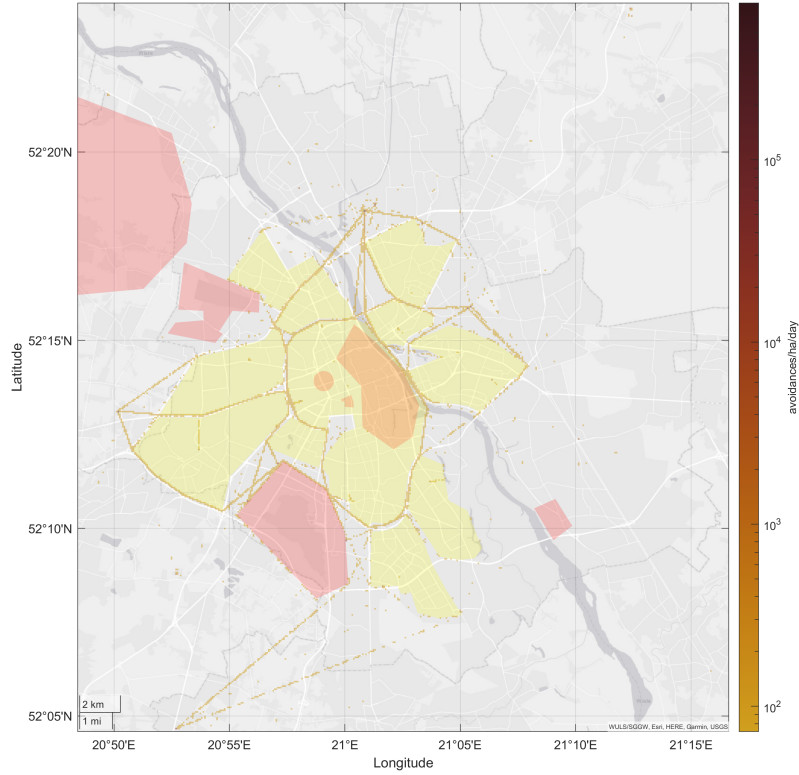 52°20'N
52°15'N
52°10'N
52°05'N
Latitude
2 km
1 mi
WULS/SGGW, Esri, HERE, Garmin, USGS
20°50'E
20°55'E
21°E
21°05'E
21°10'E
21°15'E
Longitude
10^5
10^4
10^3
10^2
avoidances/ha/day